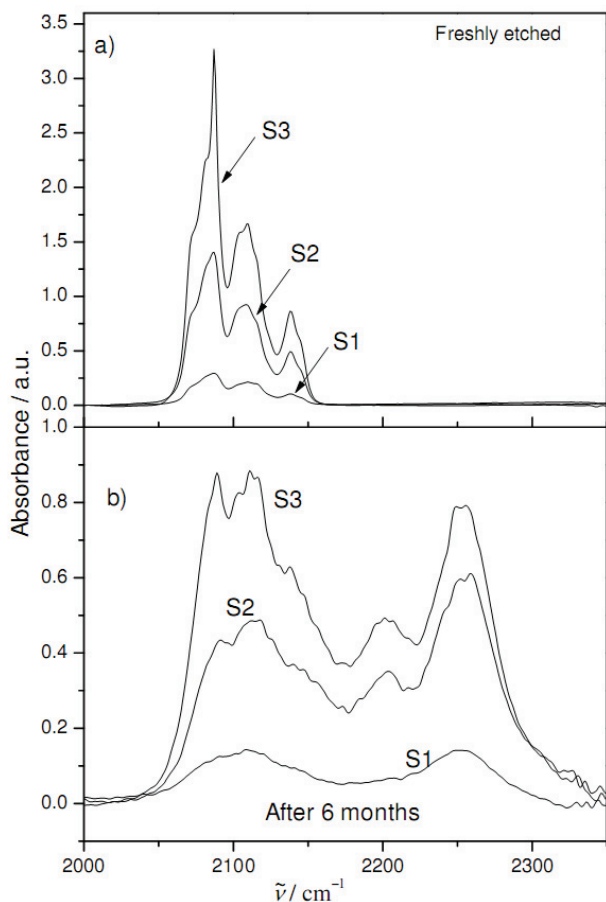 a)
Freshly etched
S3
S2
S1
3.5
3.0
2.5
2.0
1.5
1.0
0.5
0.0
Absorbance / a.u.
b)
S3
S2
S1
After 6 months
1.0
0.8
0.6
0.4
0.2
0.0
2000 2100 2200 2300
ν̃ / cm⁻¹